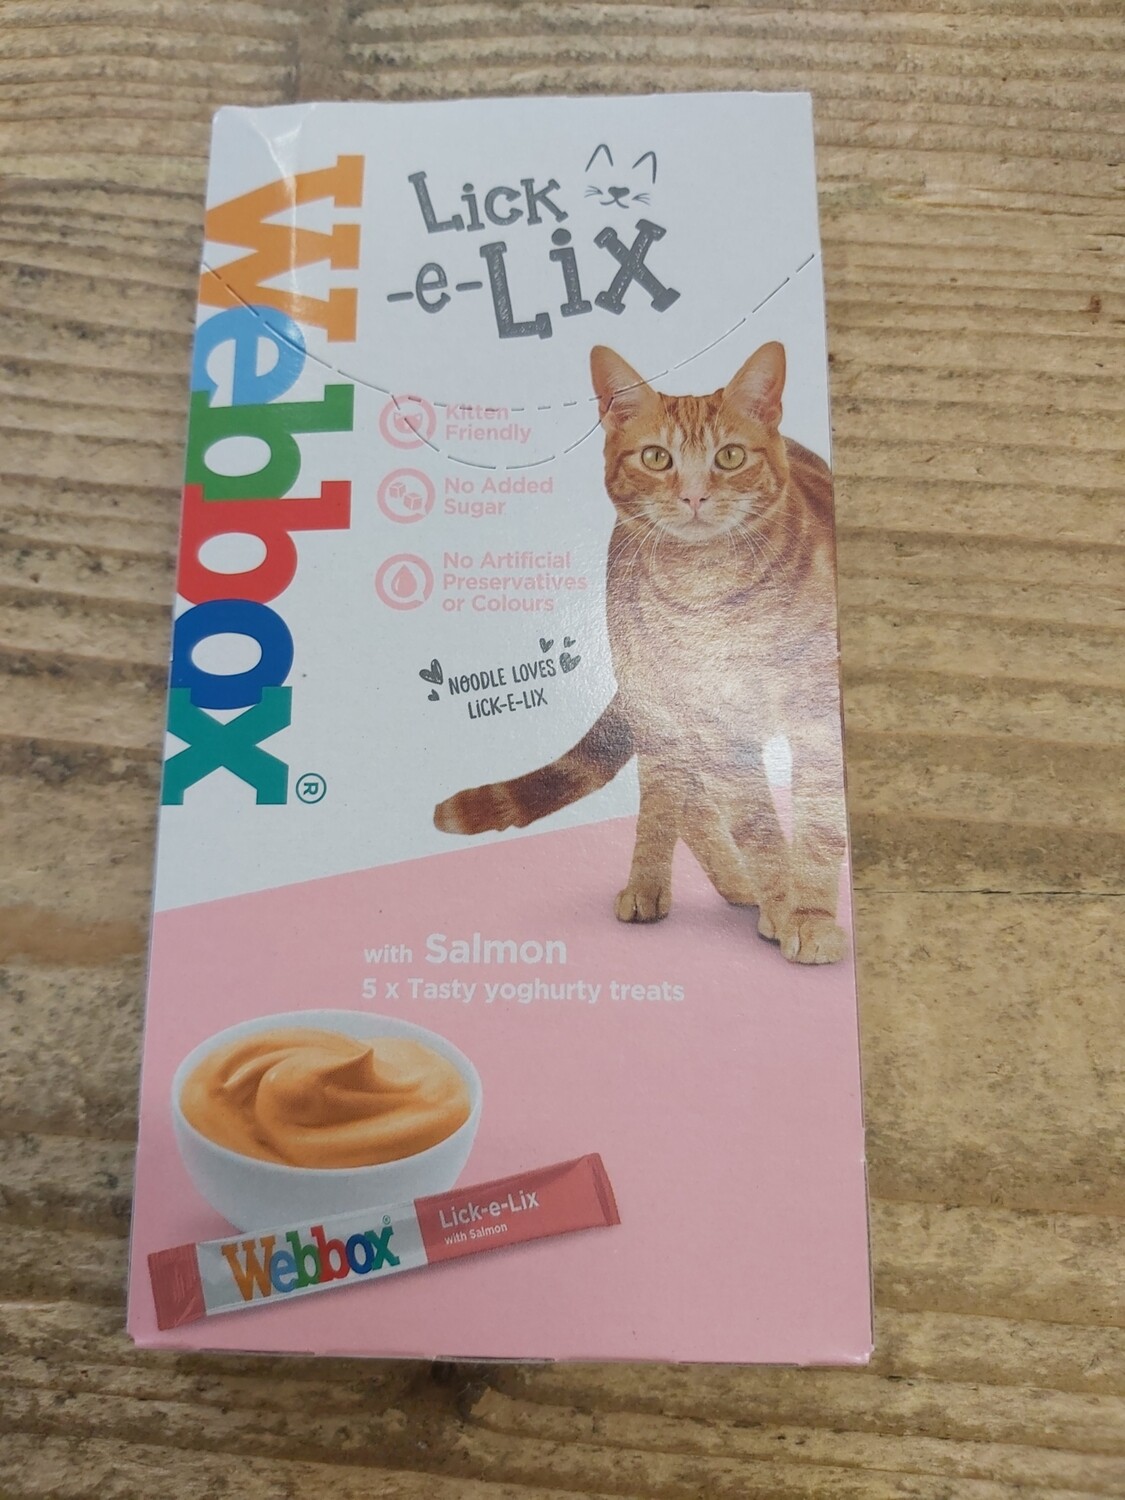 Webbox®
Lick
-e-Lix
Kitten
Friendly
No Added
Sugar
No Artificial
Preservatives
or Colours
NOODLE LOVES
LiCK-E-LIX
with Salmon
5 x Tasty yoghurty treats
Webbox®
Lick-e-Lix
with Salmon